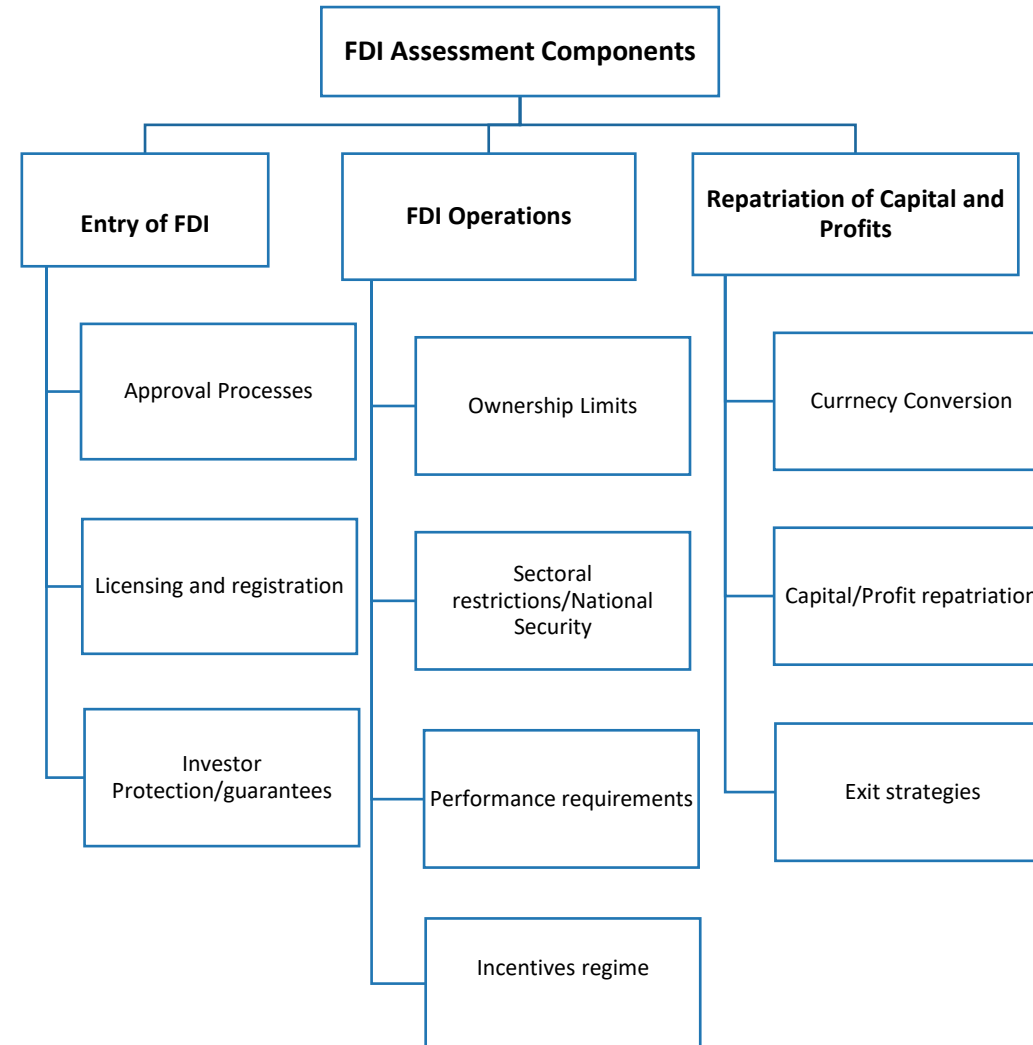 FDI Assessment Components
Entry of FDI
Approval Processes
Licensing and registration
Investor
Protection/guarantees
FDI Operations
Ownership Limits
Sectoral
restrictions/National
Security
Performance requirements
Incentives regime
Repatriation of Capital and
Profits
Currnecy Conversion
Capital/Profit repatriation
Exit strategies